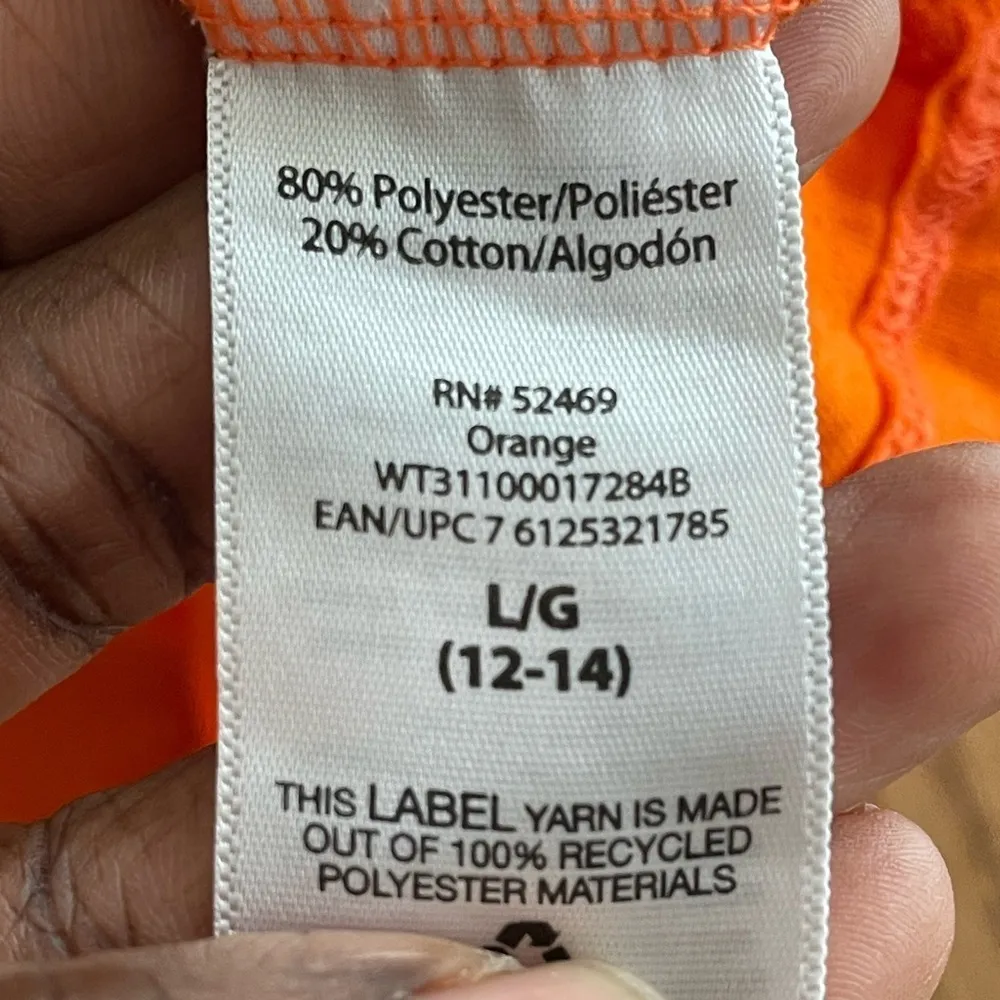 80% Polyester/Poliéster
20% Cotton/Algodón
RN# 52469
Orange
WT31100017284B
EAN/UPC 7 6125321785
L/G
(12-14)
THIS LABEL YARN IS MADE
OUT OF 100% RECYCLED
POLYESTER MATERIALS